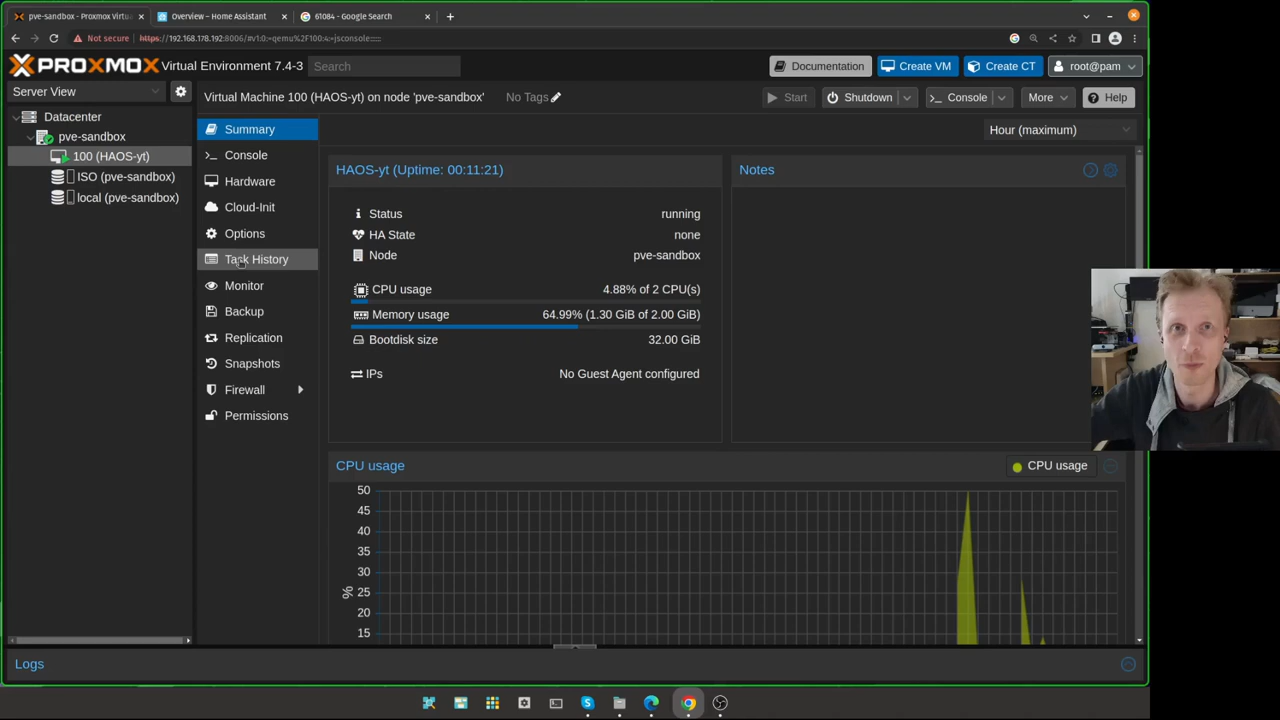 pve-sandbox - Proxmox Virtu
Overview – Home Assistant
61084 - Google Search
Not secure
https://192.168.178.192:8006/#v1:0:=qemu%2F100:4:=jsconsole:::::
PROXMOX Virtual Environment 7.4-3
Search
Documentation
Create VM
Create CT
root@pam
Server View
Virtual Machine 100 (HAOS-yt) on node 'pve-sandbox'
No Tags
Start
Shutdown
Console
More
Help
Datacenter
pve-sandbox
100 (HAOS-yt)
ISO (pve-sandbox)
local (pve-sandbox)
Summary
Console
Hardware
Cloud-Init
Options
Task History
Monitor
Backup
Replication
Snapshots
Firewall
Permissions
Hour (maximum)
HAOS-yt (Uptime: 00:11:21)
Status running
HA State none
Node pve-sandbox
CPU usage 4.88% of 2 CPU(s)
Memory usage 64.99% (1.30 GiB of 2.00 GiB)
Bootdisk size 32.00 GiB
IPs No Guest Agent configured
Notes
CPU usage
CPU usage
50
45
40
35
30
25
20
15
%
Logs